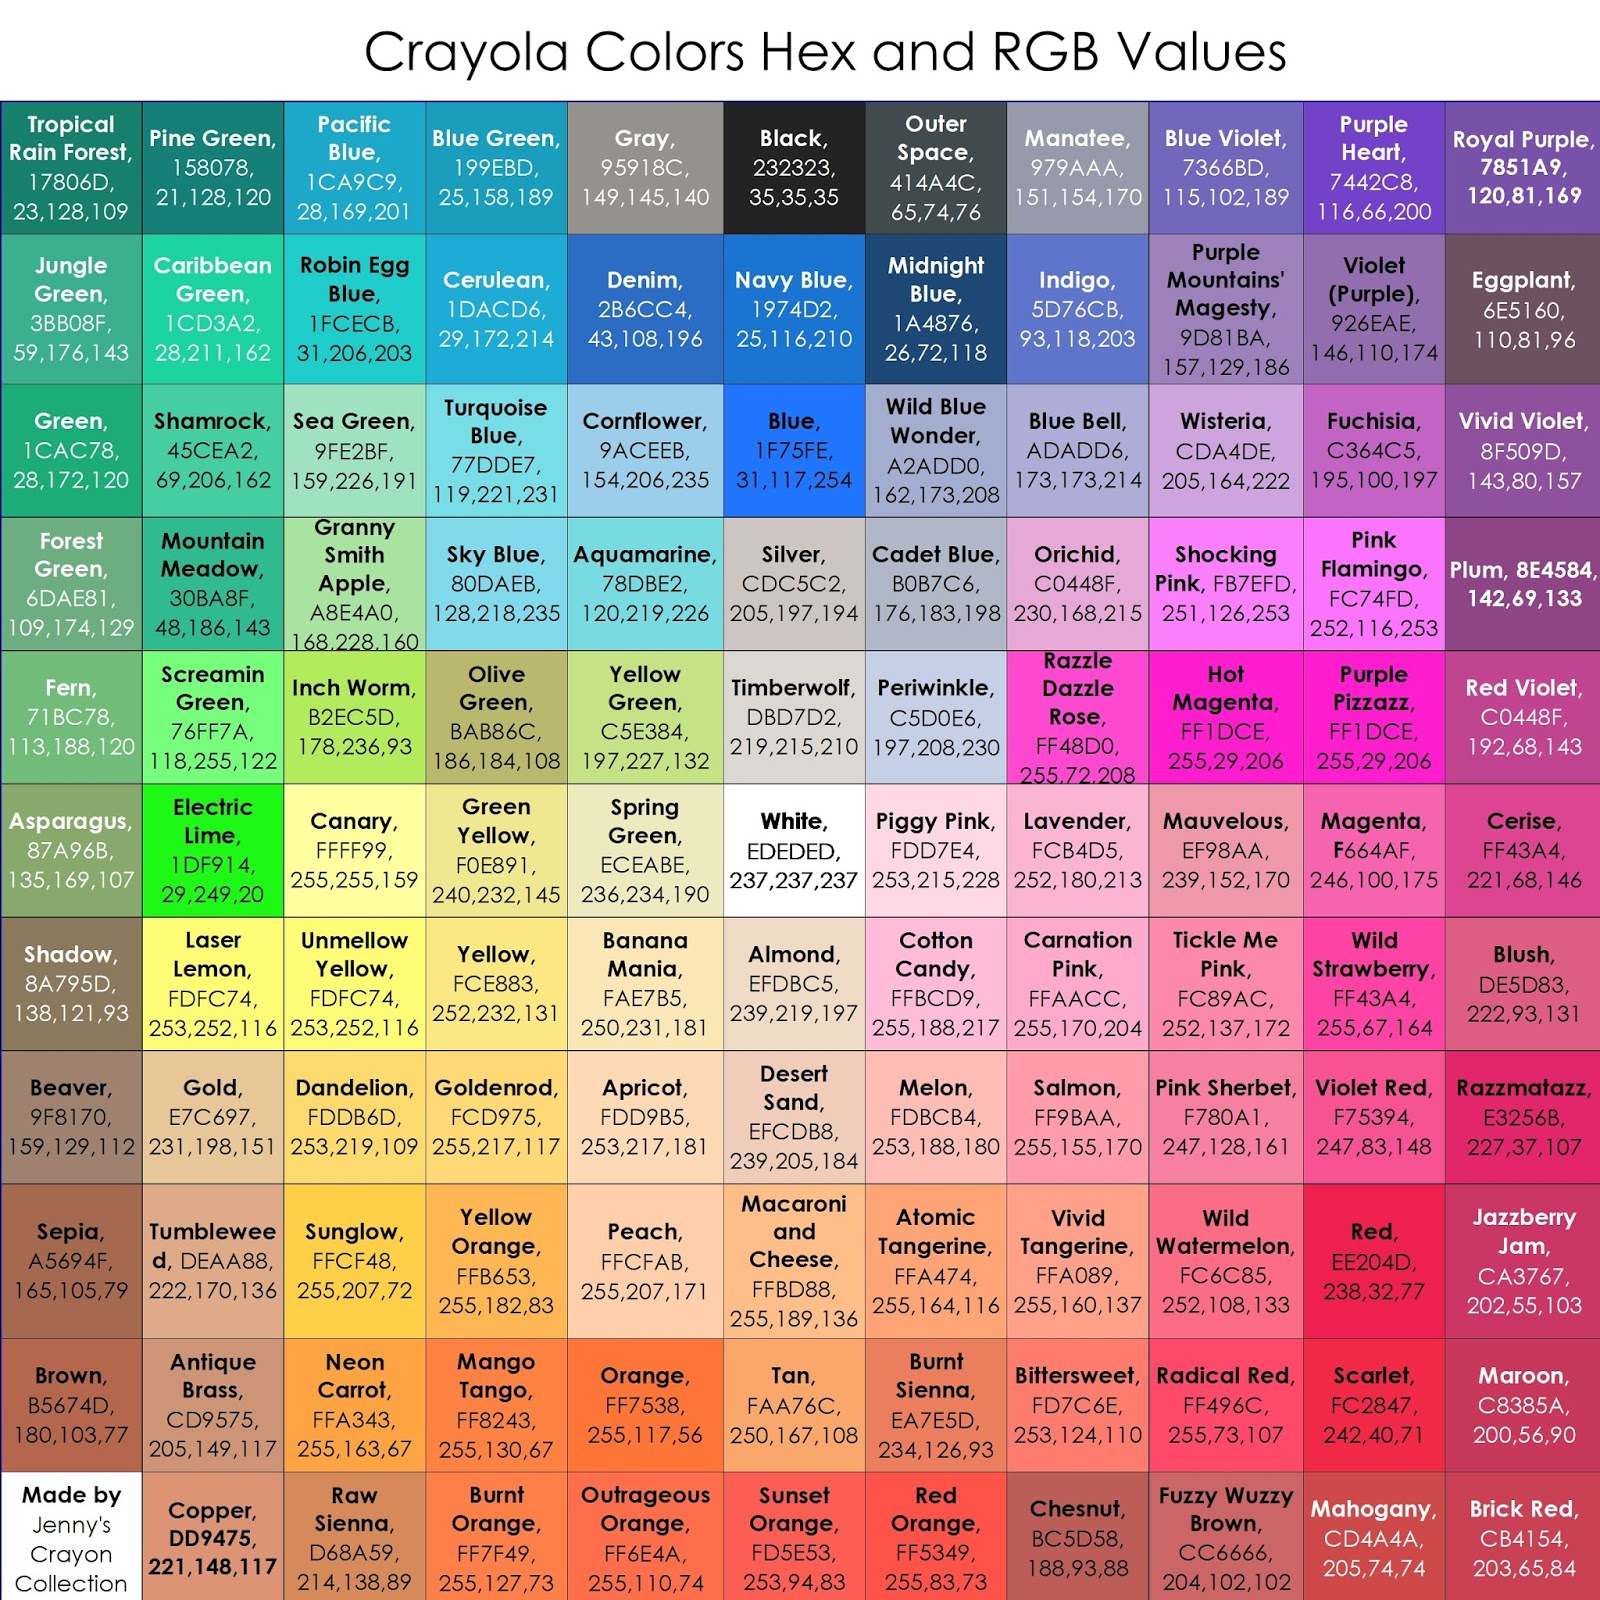 Crayola Colors Hex and RGB Values
Tropical
Rain Forest,
17806D,
23,128,109
Pine Green,
158078,
21,128,120
Pacific
Blue,
1CA9C9,
28,169,201
Blue Green,
199EBD,
25,158,189
Gray,
95918C,
149,145,140
Black,
232323,
35,35,35
Outer
Space,
414A4C,
65,74,76
Manatee,
979AAA,
151,154,170
Blue Violet,
7366BD,
115,102,189
Purple
Heart,
7442C8,
116,66,200
Royal Purple,
7851A9,
120,81,169
Jungle
Green,
3BB08F,
59,176,143
Caribbean
Green,
1CD3A2,
28,211,162
Robin Egg
Blue,
1FCECB,
31,206,203
Cerulean,
1DACD6,
29,172,214
Denim,
2B6CC4,
43,108,196
Navy Blue,
1974D2,
25,116,210
Midnight
Blue,
1A4876,
26,72,118
Indigo,
5D76CB,
93,118,203
Purple
Mountains'
Magesty,
9D81BA,
157,129,186
Violet
(Purple),
926EAE,
146,110,174
Eggplant,
6E5160,
110,81,96
Green,
1CAC78,
28,172,120
Shamrock,
45CEA2,
69,206,162
Sea Green,
9FE2BF,
159,226,191
Turquoise
Blue,
77DDE7,
119,221,231
Cornflower,
9ACEEB,
154,206,235
Blue,
1F75FE,
31,117,254
Wild Blue
Wonder,
A2ADD0,
162,173,208
Blue Bell,
ADADD6,
173,173,214
Wisteria,
CDA4DE,
205,164,222
Fuchisia,
C364C5,
195,100,197
Vivid Violet,
8F509D,
143,80,157
Forest
Green,
6DAE81,
109,174,129
Mountain
Meadow,
30BA8F,
48,186,143
Granny
Smith
Apple,
A8E4A0,
168,228,160
Sky Blue,
80DAEB,
128,218,235
Aquamarine,
78DBE2,
120,219,226
Silver,
CDC5C2,
205,197,194
Cadet Blue,
B0B7C6,
176,183,198
Orichid,
C0448F,
230,168,215
Shocking
Pink, FB7EFD,
251,126,253
Pink
Flamingo,
FC74FD,
252,116,253
Plum, 8E4584,
142,69,133
Fern,
71BC78,
113,188,120
Screamin
Green,
76FF7A,
118,255,122
Inch Worm,
B2EC5D,
178,236,93
Olive
Green,
BAB86C,
186,184,108
Yellow
Green,
C5E384,
197,227,132
Timberwolf,
DBD7D2,
219,215,210
Periwinkle,
C5D0E6,
197,208,230
Razzle
Dazzle
Rose,
FF48D0,
255,72,208
Hot
Magenta,
FF1DCE,
255,29,206
Purple
Pizzazz,
FF1DCE,
255,29,206
Red Violet,
C0448F,
192,68,143
Asparagus,
87A96B,
135,169,107
Electric
Lime,
1DF914,
29,249,20
Canary,
FFFF99,
255,255,159
Green
Yellow,
F0E891,
240,232,145
Spring
Green,
ECEABE,
236,234,190
White,
EDEDED,
237,237,237
Piggy Pink,
FDD7E4,
253,215,228
Lavender,
FCB4D5,
252,180,213
Mauvelous,
EF98AA,
239,152,170
Magenta,
F664AF,
246,100,175
Cerise,
FF43A4,
221,68,146
Shadow,
8A795D,
138,121,93
Laser
Lemon,
FDFC74,
253,252,116
Unmellow
Yellow,
FDFC74,
253,252,116
Yellow,
FCE883,
252,232,131
Banana
Mania,
FAE7B5,
250,231,181
Almond,
EFDBC5,
239,219,197
Cotton
Candy,
FFBCD9,
255,188,217
Carnation
Pink,
FFAACC,
255,170,204
Tickle Me
Pink,
FC89AC,
252,137,172
Wild
Strawberry,
FF43A4,
255,67,164
Blush,
DE5D83,
222,93,131
Beaver,
9F8170,
159,129,112
Gold,
E7C697,
231,198,151
Dandelion,
FDDB6D,
253,219,109
Goldenrod,
FCD975,
255,217,117
Apricot,
FDD9B5,
253,217,181
Desert
Sand,
EFCDB8,
239,205,184
Melon,
FDBCB4,
253,188,180
Salmon,
FF9BAA,
255,155,170
Pink Sherbet,
F780A1,
247,128,161
Violet Red,
F75394,
247,83,148
Razzmatazz,
E3256B,
227,37,107
Sepia,
A5694F,
165,105,79
Tumblewee
d, DEAA88,
222,170,136
Sunglow,
FFCF48,
255,207,72
Yellow
Orange,
FFB653,
255,182,83
Peach,
FFCFAB,
255,207,171
Macaroni
and
Cheese,
FFBD88,
255,189,136
Atomic
Tangerine,
FFA474,
255,164,116
Vivid
Tangerine,
FFA089,
255,160,137
Wild
Watermelon,
FC6C85,
252,108,133
Red,
EE204D,
238,32,77
Jazzberry
Jam,
CA3767,
202,55,103
Brown,
B5674D,
180,103,77
Antique
Brass,
CD9575,
205,149,117
Neon
Carrot,
FFA343,
255,163,67
Mango
Tango,
FF8243,
255,130,67
Orange,
FF7538,
255,117,56
Tan,
FAA76C,
250,167,108
Burnt
Sienna,
EA7E5D,
234,126,93
Bittersweet,
FD7C6E,
253,124,110
Radical Red,
FF496C,
255,73,107
Scarlet,
FC2847,
242,40,71
Maroon,
C8385A,
200,56,90
Made by
Jenny's
Crayon
Collection
Copper,
DD9475,
221,148,117
Raw
Sienna,
D68A59,
214,138,89
Burnt
Orange,
FF7F49,
255,127,73
Outrageous
Orange,
FF6E4A,
255,110,74
Sunset
Orange,
FD5E53,
253,94,83
Red
Orange,
FF5349,
255,83,73
Chesnut,
BC5D58,
188,93,88
Fuzzy Wuzzy
Brown,
CC6666,
204,102,102
Mahogany,
CD4A4A,
205,74,74
Brick Red,
CB4154,
203,65,84